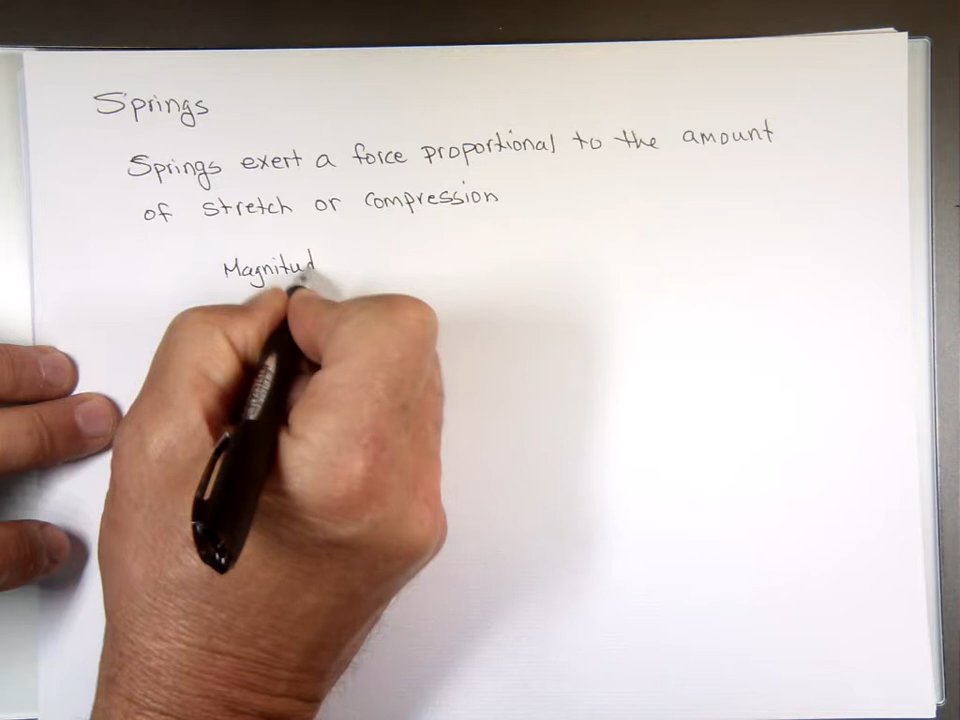 Springs
Springs exert a force proportional to the amount
of stretch or compression
Magnitud